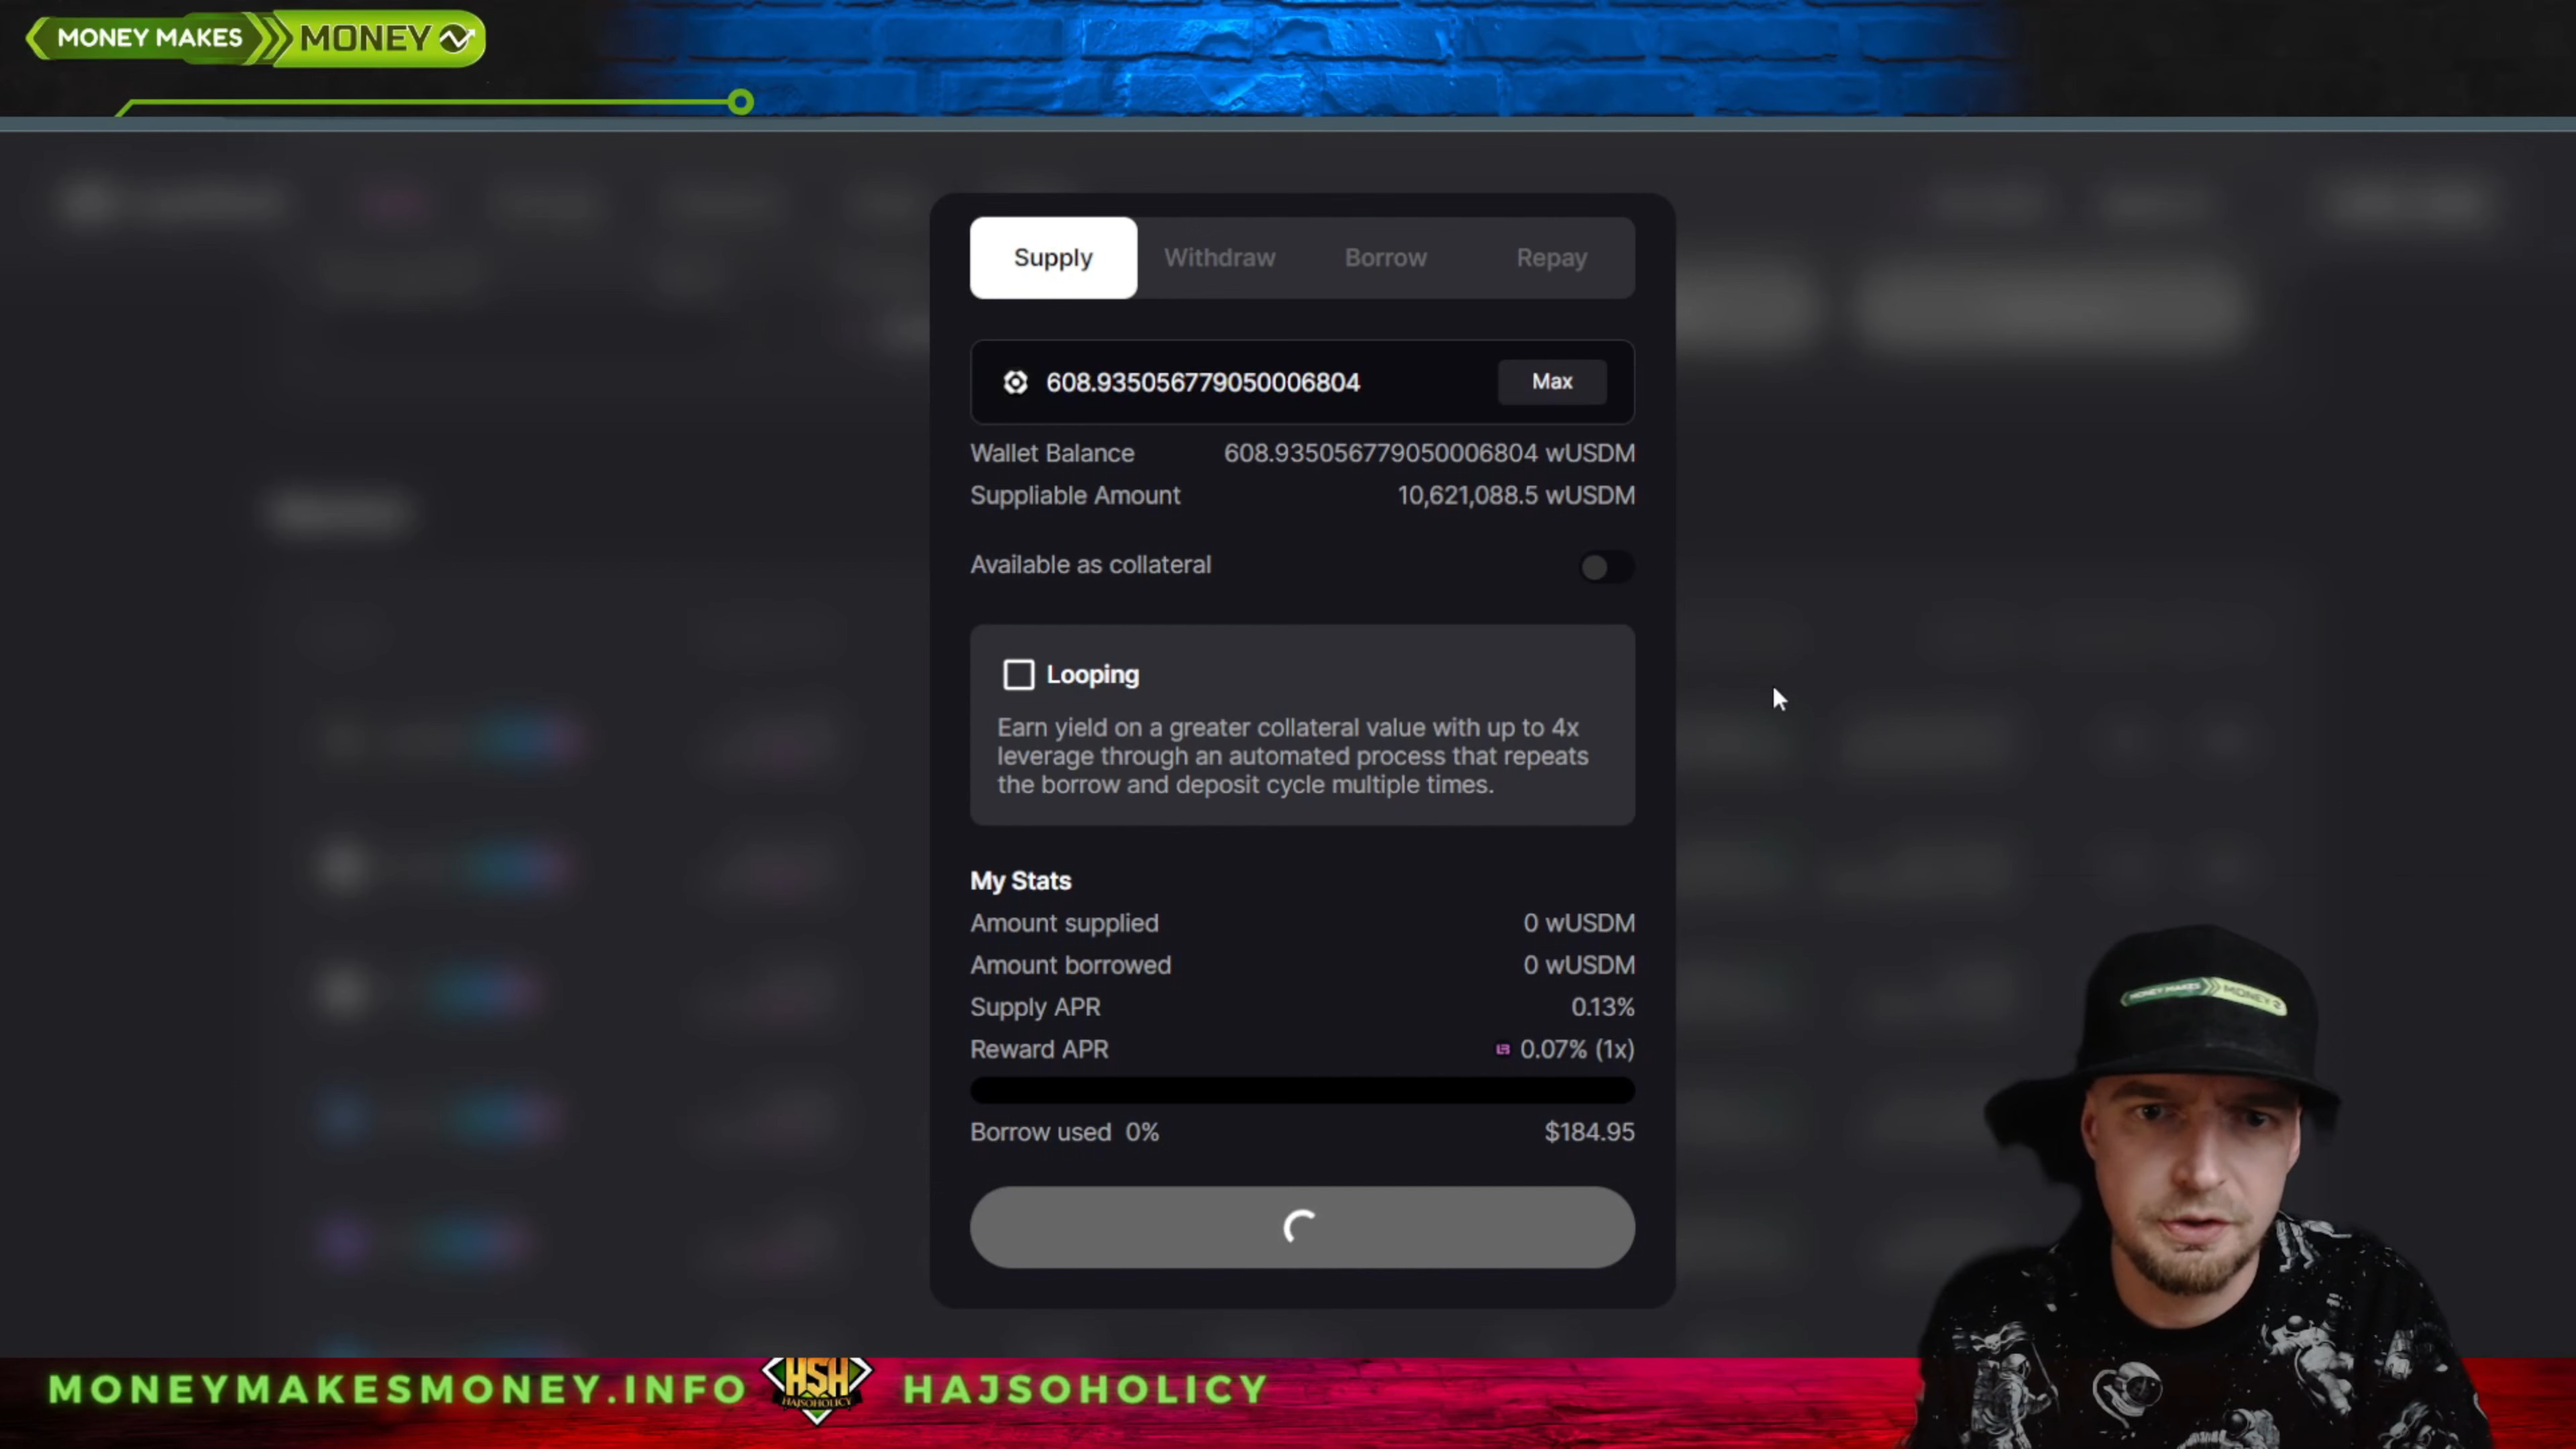 MONEY MAKES MONEY
Supply Withdraw Borrow Repay
608.935056779050006804 Max
Wallet Balance 608.935056779050006804 wUSDM
Suppliable Amount 10,621,088.5 wUSDM
Available as collateral
Looping
Earn yield on a greater collateral value with up to 4x
leverage through an automated process that repeats
the borrow and deposit cycle multiple times.
My Stats
Amount supplied 0 wUSDM
Amount borrowed 0 wUSDM
Supply APR 0.13%
Reward APR 0.07% (1x)
Borrow used 0% $184.95
MONEY MAKES MONEY
MONEYMAKESMONEY.INFO HSH HAJSOHOLICY HAJSOHOLICY